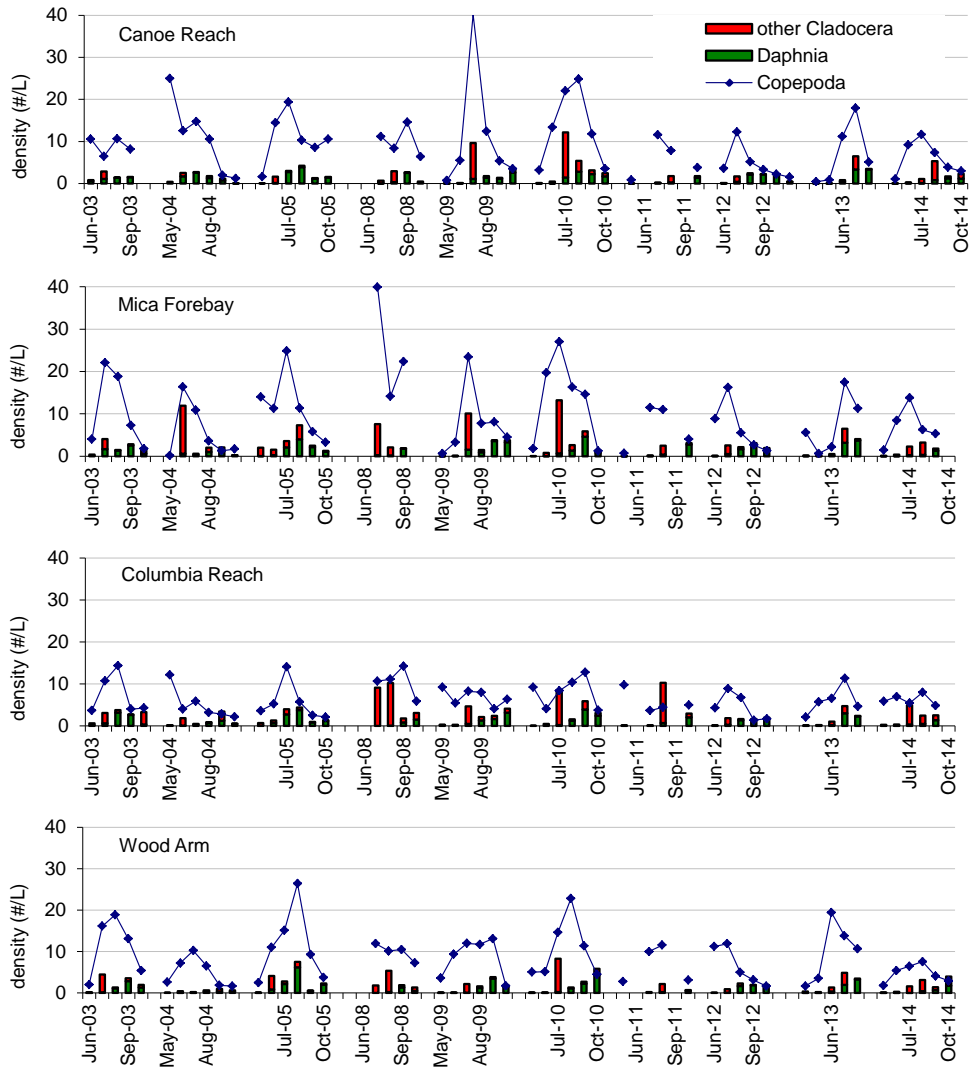 Canoe Reach
other Cladocera
Daphnia
Copepoda
density (#/L)
40
30
20
10
0
Jun-03
Sep-03
May-04
Aug-04
Jul-05
Oct-05
Jun-08
Sep-08
May-09
Aug-09
Jul-10
Oct-10
Jun-11
Sep-11
Jun-12
Sep-12
Jun-13
Jul-14
Oct-14
Mica Forebay
density (#/L)
40
30
20
10
0
Jun-03
Sep-03
May-04
Aug-04
Jul-05
Oct-05
Jun-08
Sep-08
May-09
Aug-09
Jul-10
Oct-10
Jun-11
Sep-11
Jun-12
Sep-12
Jun-13
Jul-14
Oct-14
Columbia Reach
density (#/L)
40
30
20
10
0
Jun-03
Sep-03
May-04
Aug-04
Jul-05
Oct-05
Jun-08
Sep-08
May-09
Aug-09
Jul-10
Oct-10
Jun-11
Sep-11
Jun-12
Sep-12
Jun-13
Jul-14
Oct-14
Wood Arm
density (#/L)
40
30
20
10
0
Jun-03
Sep-03
May-04
Aug-04
Jul-05
Oct-05
Jun-08
Sep-08
May-09
Aug-09
Jul-10
Oct-10
Jun-11
Sep-11
Jun-12
Sep-12
Jun-13
Jul-14
Oct-14